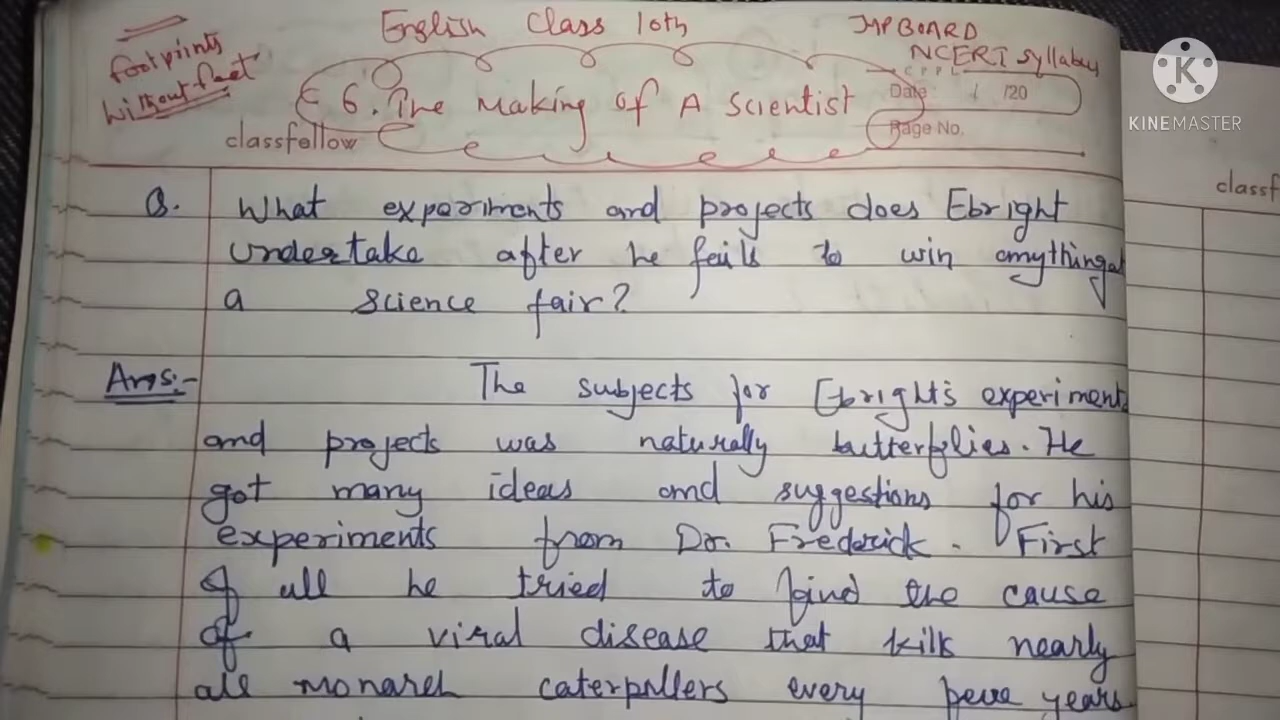 English Class 10th
JAP BOARD
NCERT Syllabus
footprints
without feet
6. The Making of A Scientist
Date / /20
Page No.
classfellow
KINEMASTER
classf
Q. What experiments and projects does Ebright
undertake after he fails to win anything at
a science fair?
Ans:- The subjects for Ebright's experiments
and projects was naturally butterflies. He
got many ideas and suggestions for his
experiments from Dr. Frederick. First
of all he tried to find the cause
of a viral disease that kills nearly
all monarch caterpillers every years